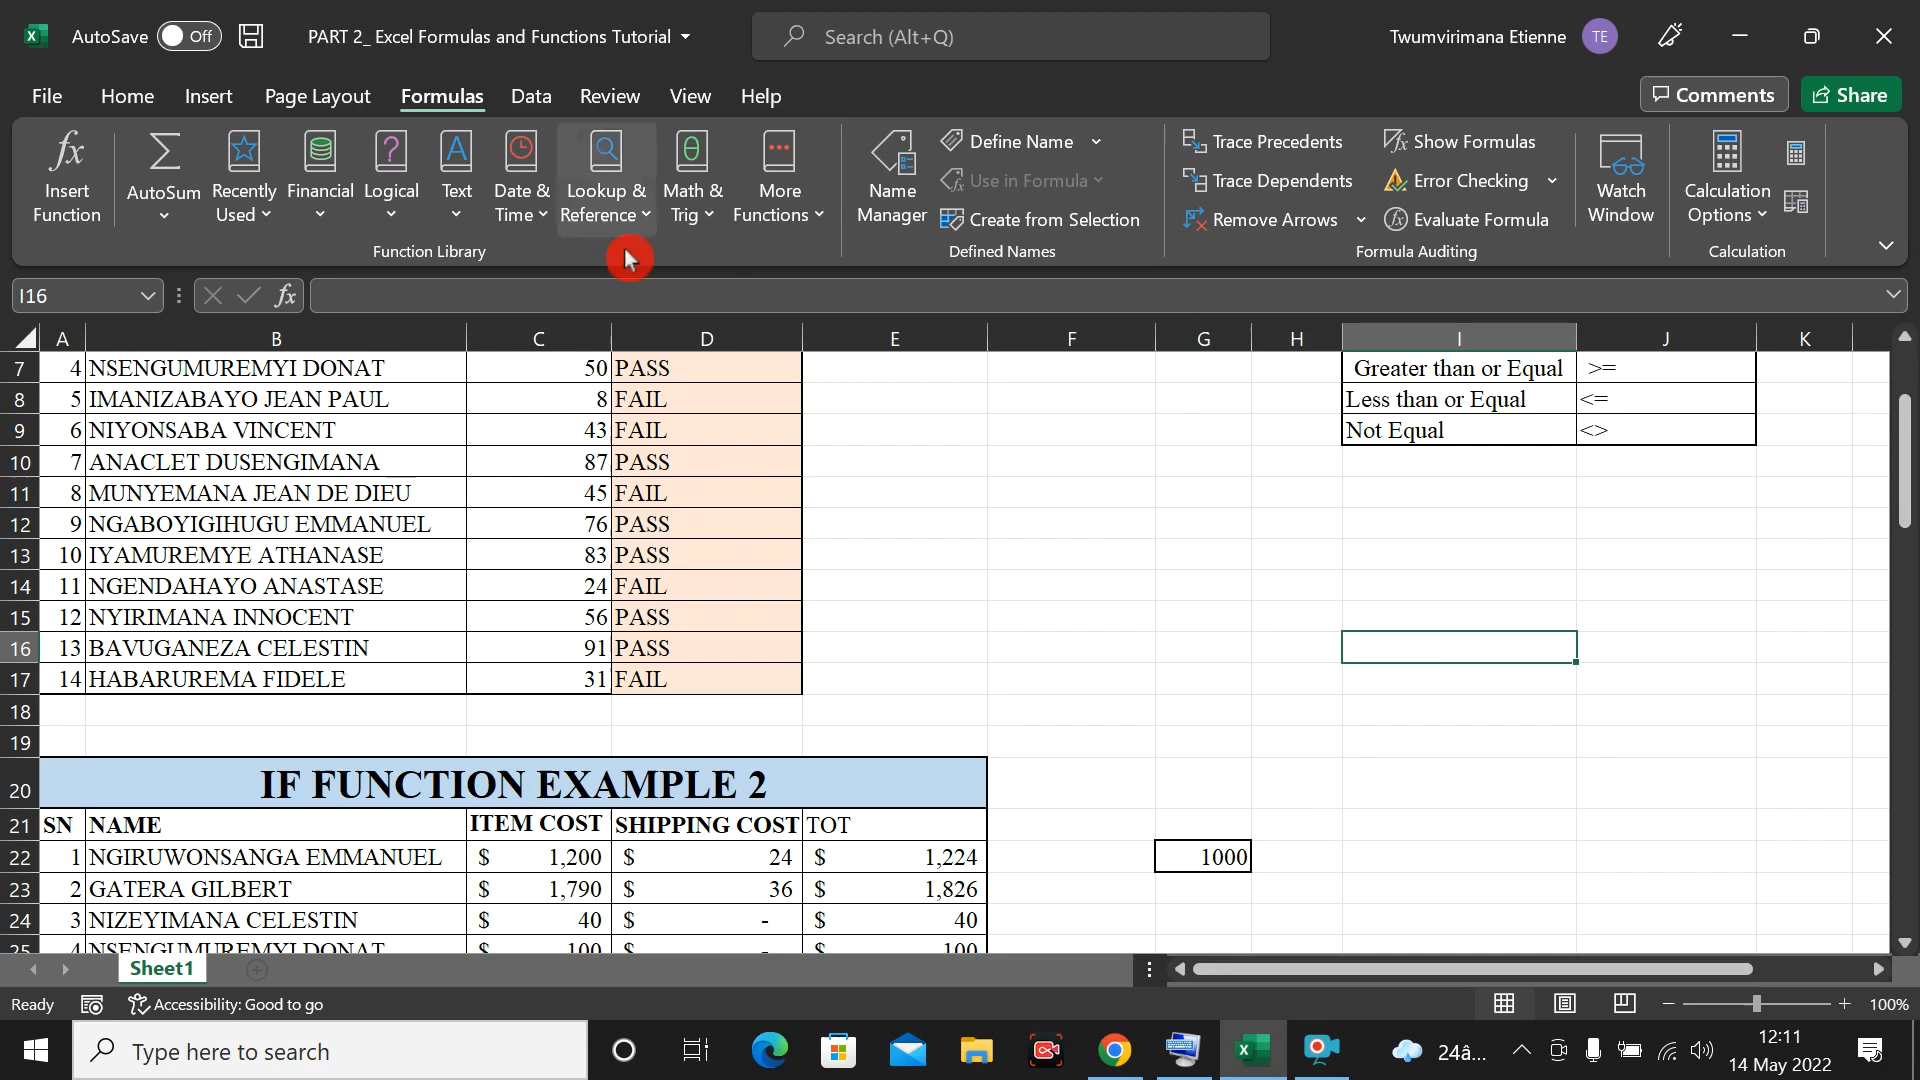 AutoSave Off PART 2_ Excel Formulas and Functions Tutorial Search (Alt+Q) Twumvirimana Etienne TE
File Home Insert Page Layout Formulas Data Review View Help Comments Share
Insert Function AutoSum Recently Used Financial Logical Text Date & Time Lookup & Reference Math & Trig More Functions
Function Library
Name Manager Define Name Use in Formula Create from Selection
Defined Names
Trace Precedents Show Formulas
Trace Dependents Error Checking
Remove Arrows Evaluate Formula
Formula Auditing
Watch Window
Calculation Options
Calculation
I16 fx
A B C D E F G H I J K
7 4 NSENGUMUREMYI DONAT 50 PASS Greater than or Equal >=
8 5 IMANIZABAYO JEAN PAUL 8 FAIL Less than or Equal <=
9 6 NIYONSABA VINCENT 43 FAIL Not Equal <>
10 7 ANACLET DUSENGIMANA 87 PASS
11 8 MUNYEMANA JEAN DE DIEU 45 FAIL
12 9 NGABOYIGIHUGU EMMANUEL 76 PASS
13 10 IYAMUREMYE ATHANASE 83 PASS
14 11 NGENDAHAYO ANASTASE 24 FAIL
15 12 NYIRIMANA INNOCENT 56 PASS
16 13 BAVUGANEZA CELESTIN 91 PASS
17 14 HABARUREMA FIDELE 31 FAIL
18
19
20 IF FUNCTION EXAMPLE 2
21 SN NAME ITEM COST SHIPPING COST TOT
22 1 NGIRUWONSANGA EMMANUEL $ 1,200 $ 24 $ 1,224 1000
23 2 GATERA GILBERT $ 1,790 $ 36 $ 1,826
24 3 NIZEYIMANA CELESTIN $ 40 $ - $ 40
25 4 NSENGUMUREMYI DONAT $ 100 $ - $ 100
Sheet1
Ready Accessibility: Good to go 100%
Type here to search 24â... 12:11
14 May 2022